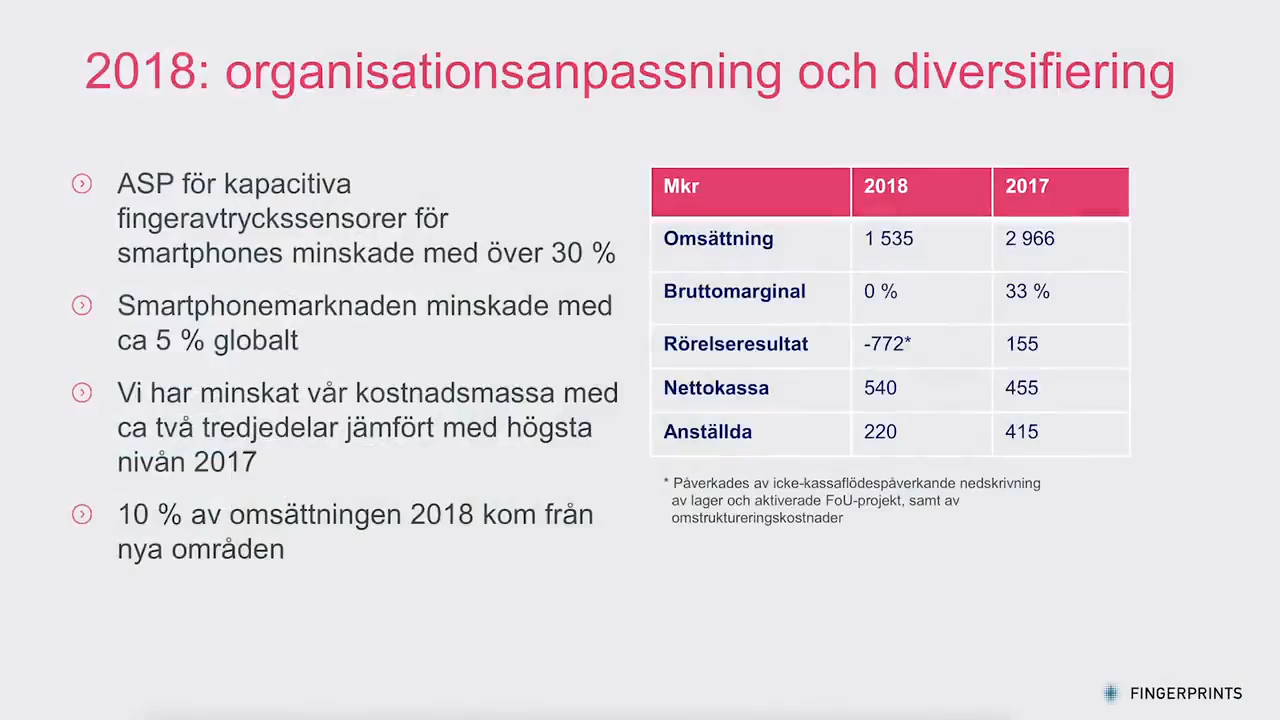 2018: organisationsanpassning och diversifiering
ASP för kapacitiva
fingeravtryckssensorer för
smartphones minskade med över 30 %
Smartphonemarknaden minskade med
ca 5 % globalt
Vi har minskat vår kostnadsmassa med
ca två tredjedelar jämfört med högsta
nivån 2017
10 % av omsättningen 2018 kom från
nya områden
Mkr 2018 2017
Omsättning 1 535 2 966
Bruttomarginal 0 % 33 %
Rörelseresultat -772* 155
Nettokassa 540 455
Anställda 220 415
* Påverkades av icke-kassaflödespåverkande nedskrivning
av lager och aktiverade FoU-projekt, samt av
omstruktureringskostnader
FINGERPRINTS